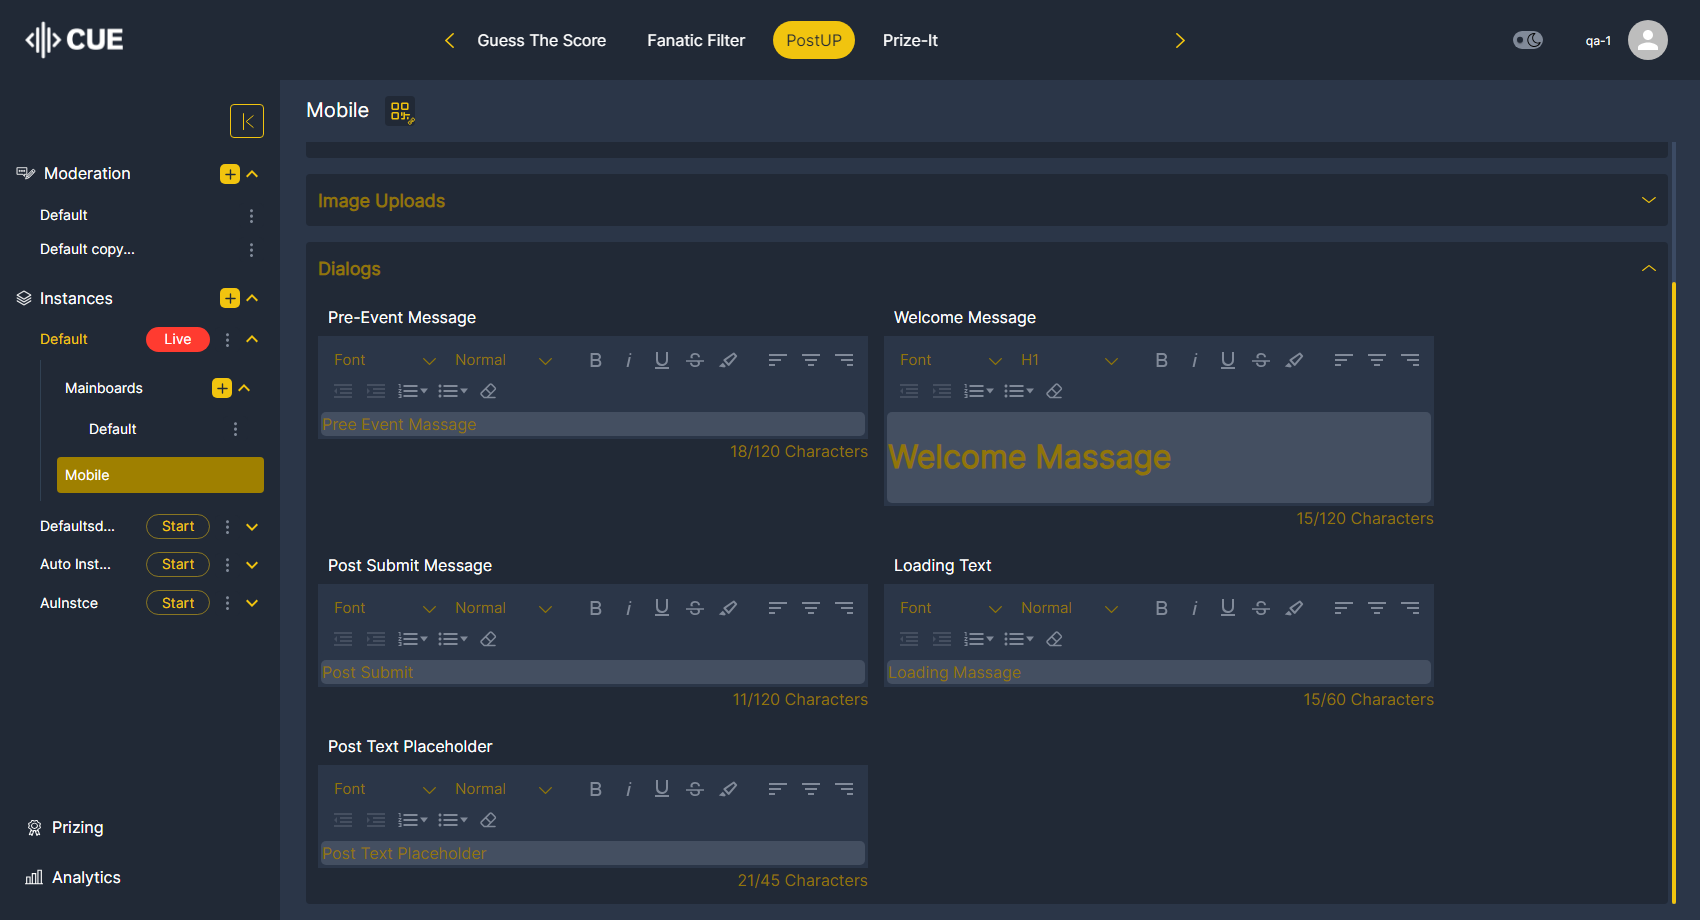 CUE
Guess The Score
Fanatic Filter
PostUP
Prize-It
qa-1
Mobile
Moderation
Default
Default copy...
Instances
Default
Live
Mainboards
Default
Mobile
Defaultsd...
Start
Auto Inst...
Start
AuInstce
Start
Prizing
Analytics
Image Uploads
Dialogs
Pre-Event Message
Font
Normal
Pree Event Massage
18/120 Characters
Welcome Message
Font
H1
Welcome Massage
15/120 Characters
Post Submit Message
Font
Normal
Post Submit
11/120 Characters
Loading Text
Font
Normal
Loading Massage
15/60 Characters
Post Text Placeholder
Font
Normal
Post Text Placeholder
21/45 Characters